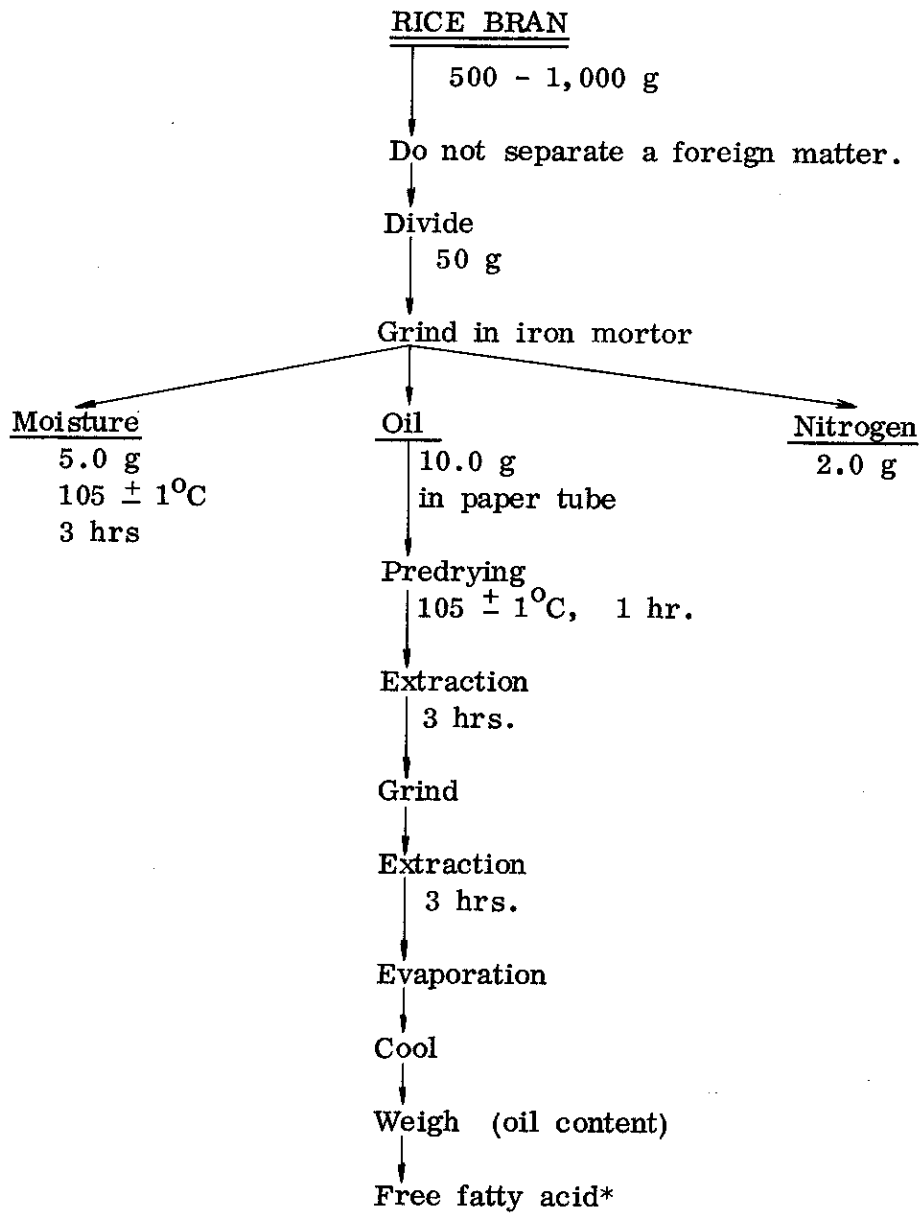 RICE BRAN
500 - 1,000 g
Do not separate a foreign matter.
Divide
50 g
Grind in iron mortor
Moisture
5.0 g
105 ± 1°C
3 hrs
Oil
10.0 g
in paper tube
Nitrogen
2.0 g
Predrying
105 ± 1°C, 1 hr.
Extraction
3 hrs.
Grind
Extraction
3 hrs.
Evaporation
Cool
Weigh (oil content)
Free fatty acid*